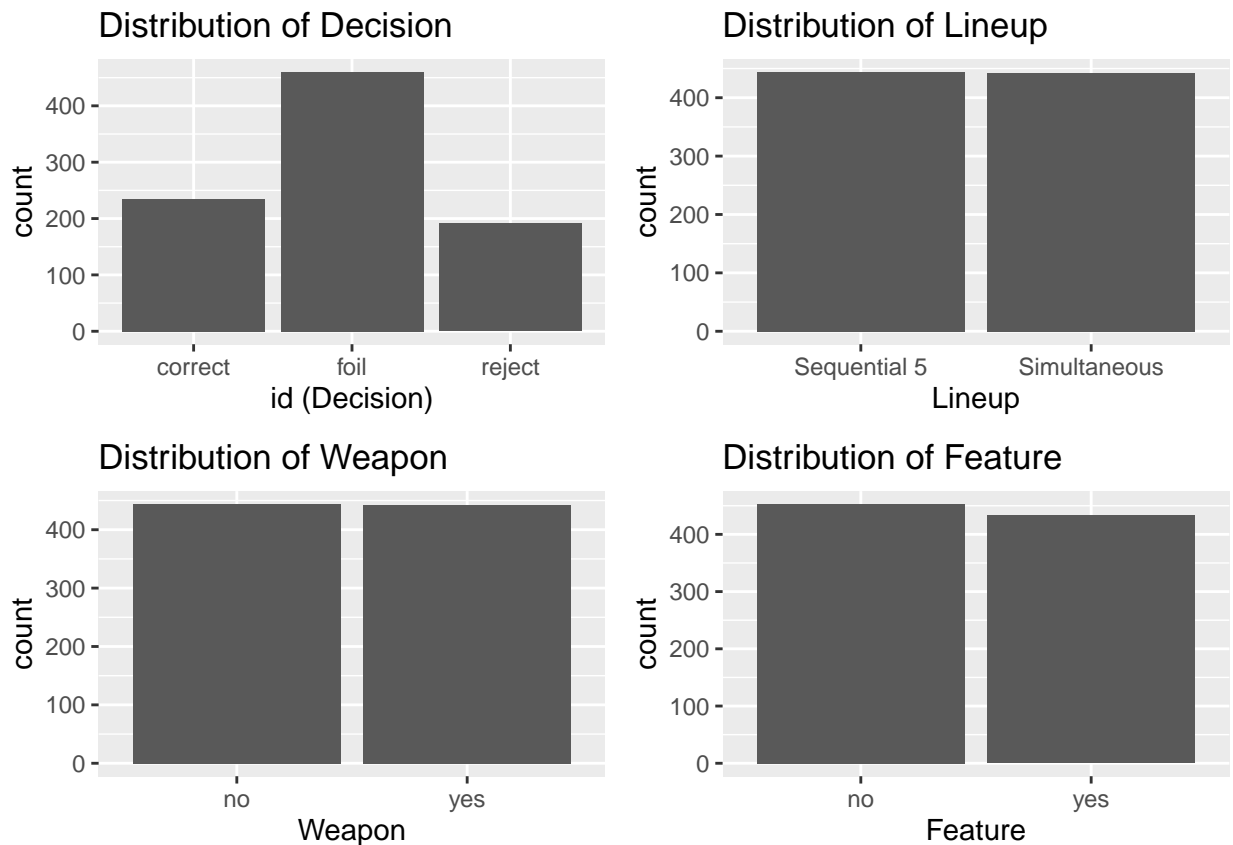 Distribution of Decision
count
400
300
200
100
0
correct foil reject
id (Decision)
Distribution of Lineup
count
400
300
200
100
0
Sequential 5 Simultaneous
Lineup
Distribution of Weapon
count
400
300
200
100
0
no yes
Weapon
Distribution of Feature
count
400
300
200
100
0
no yes
Feature